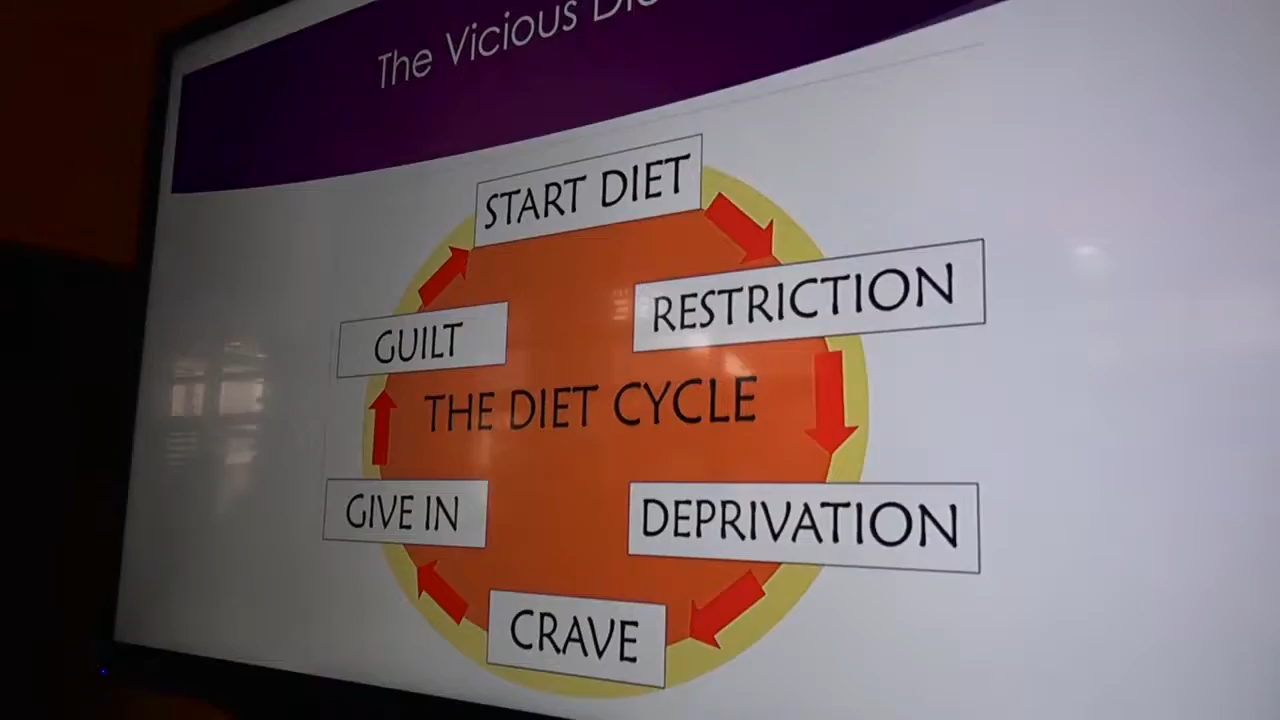 The Vicious
START DIET
RESTRICTION
GUILT
THE DIET CYCLE
GIVE IN
DEPRIVATION
CRAVE